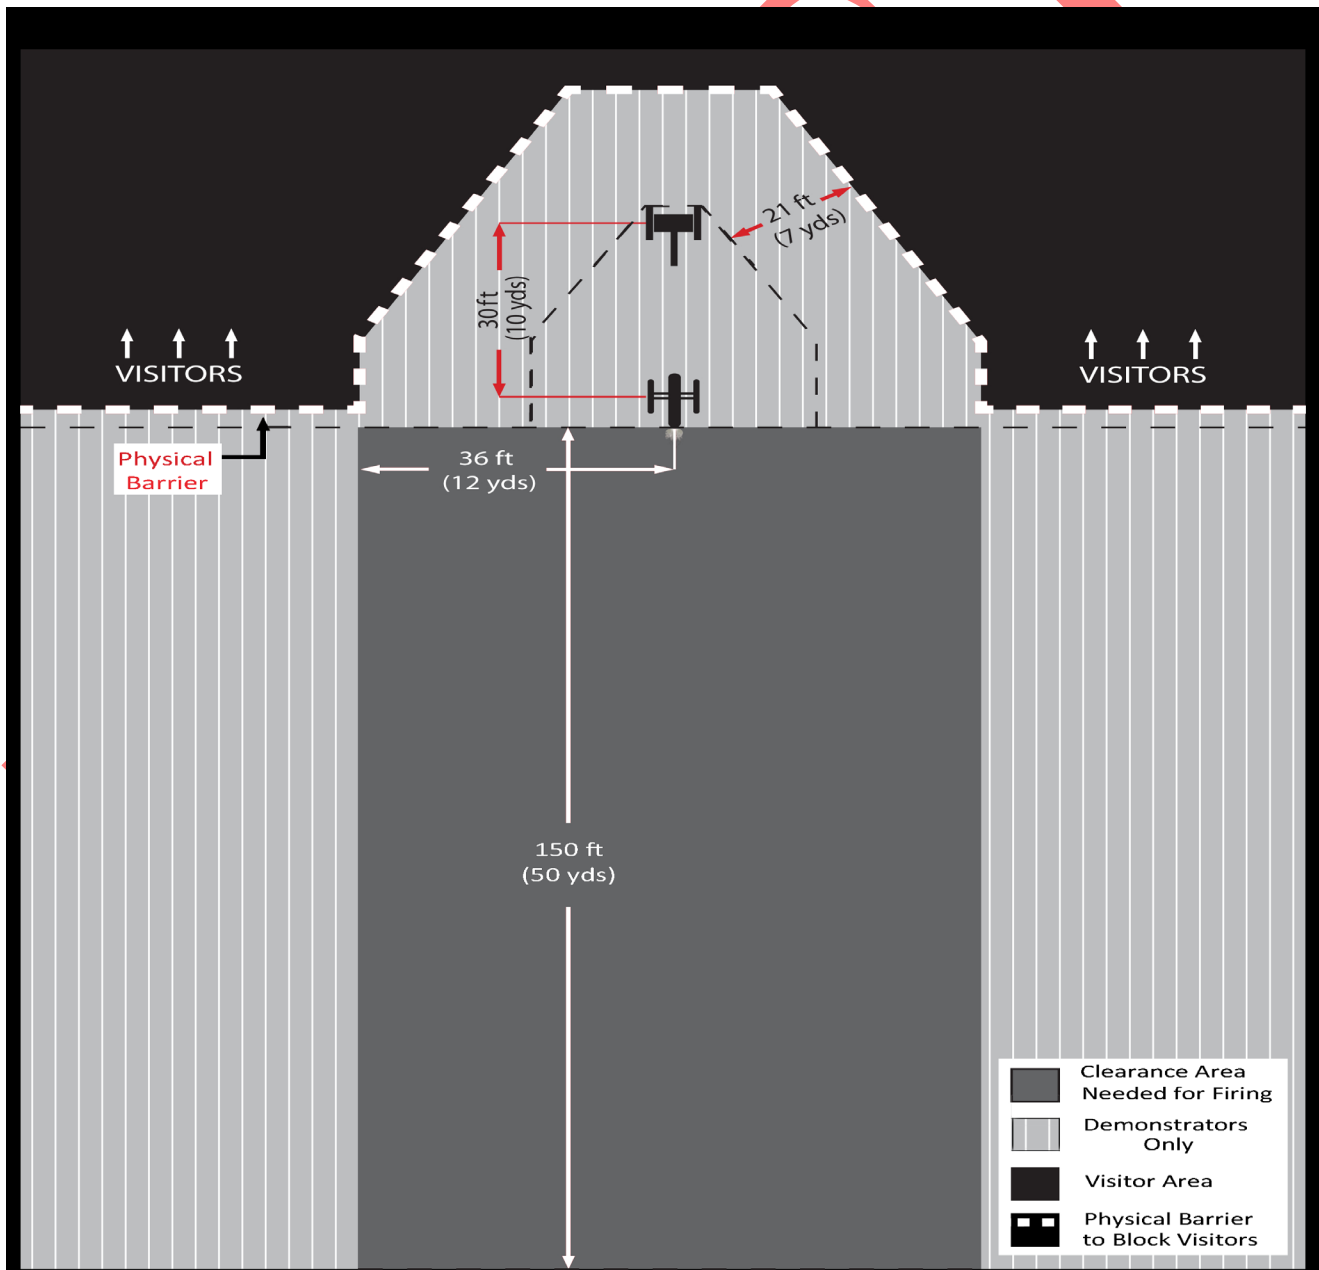 21 ft
(7 yds)
30 ft
(10 yds)
VISITORS
VISITORS
Physical
Barrier
36 ft
(12 yds)
150 ft
(50 yds)
Clearance Area
Needed for Firing
Demonstrators
Only
Visitor Area
Physical Barrier
to Block Visitors